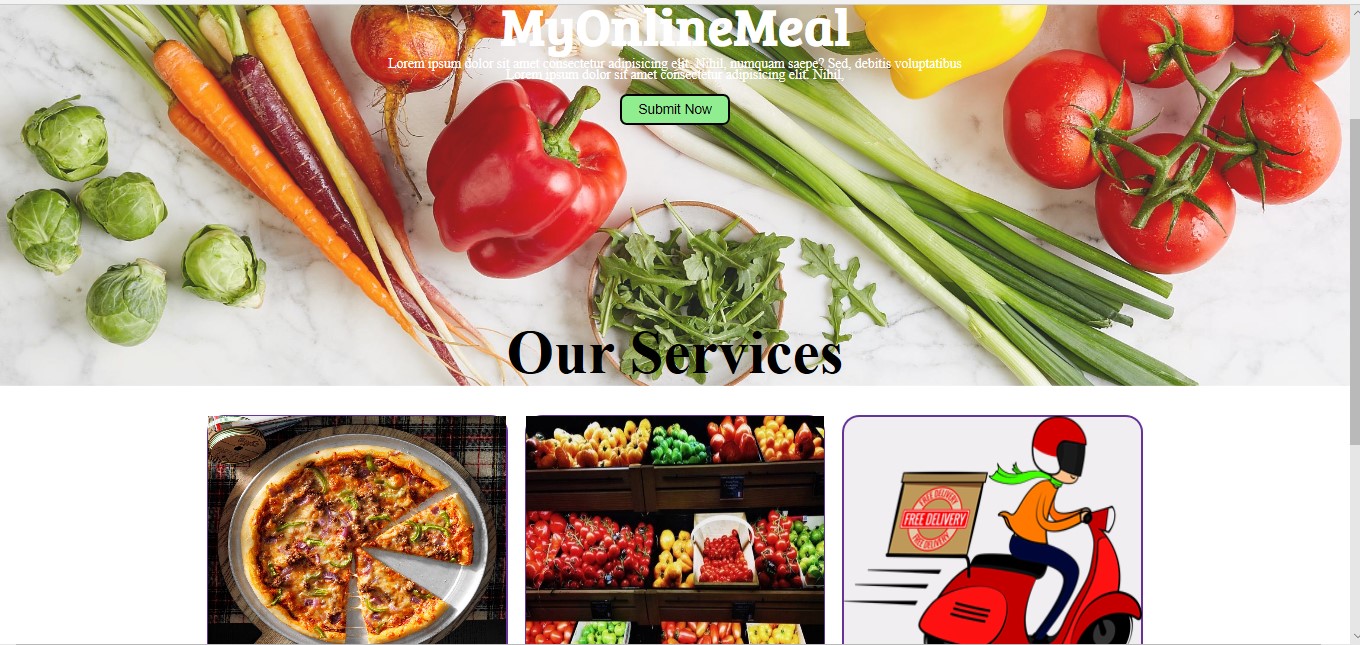 MyOnlineMeal
Lorem ipsum dolor sit amet consectetur adipisicing elit. Nihil, numquam saepe? Sed, debitis voluptatibus
Lorem ipsum dolor sit amet consectetur adipisicing elit. Nihil,
Submit Now
Our Services
FREE DELIVERY
FREE DELIVERY
FREE DELIVERY